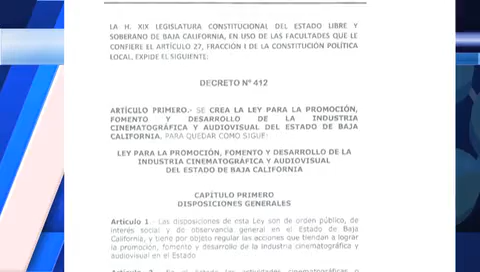 LA H. XIX LEGISLATURA CONSTITUCIONAL DEL ESTADO LIBRE Y
SOBERANO DE BAJA CALIFORNIA, EN USO DE LAS FACULTADES QUE LE
CONFIERE EL ARTÍCULO 27, FRACCIÓN I DE LA CONSTITUCIÓN POLÍTICA
LOCAL, EXPIDE EL SIGUIENTE:
DECRETO Nº 412
ARTÍCULO PRIMERO.- SE CREA LA LEY PARA LA PROMOCIÓN,
FOMENTO Y DESARROLLO DE LA INDUSTRIA
CINEMATOGRÁFICA Y AUDIOVISUAL DEL ESTADO DE BAJA
CALIFORNIA, PARA QUEDAR COMO SIGUE:
LEY PARA LA PROMOCIÓN, FOMENTO Y DESARROLLO DE LA
INDUSTRIA CINEMATOGRÁFICA Y AUDIOVISUAL
DEL ESTADO DE BAJA CALIFORNIA
CAPÍTULO PRIMERO
DISPOSICIONES GENERALES
Artículo 1.- Las disposiciones de esta Ley son de orden público, de
interés social y de observancia general en el Estado de Baja
California, y tiene por objeto regular las acciones que tiendan a lograr
la promoción, fomento y desarrollo de la industria cinematográfica y
audiovisual en el Estado.